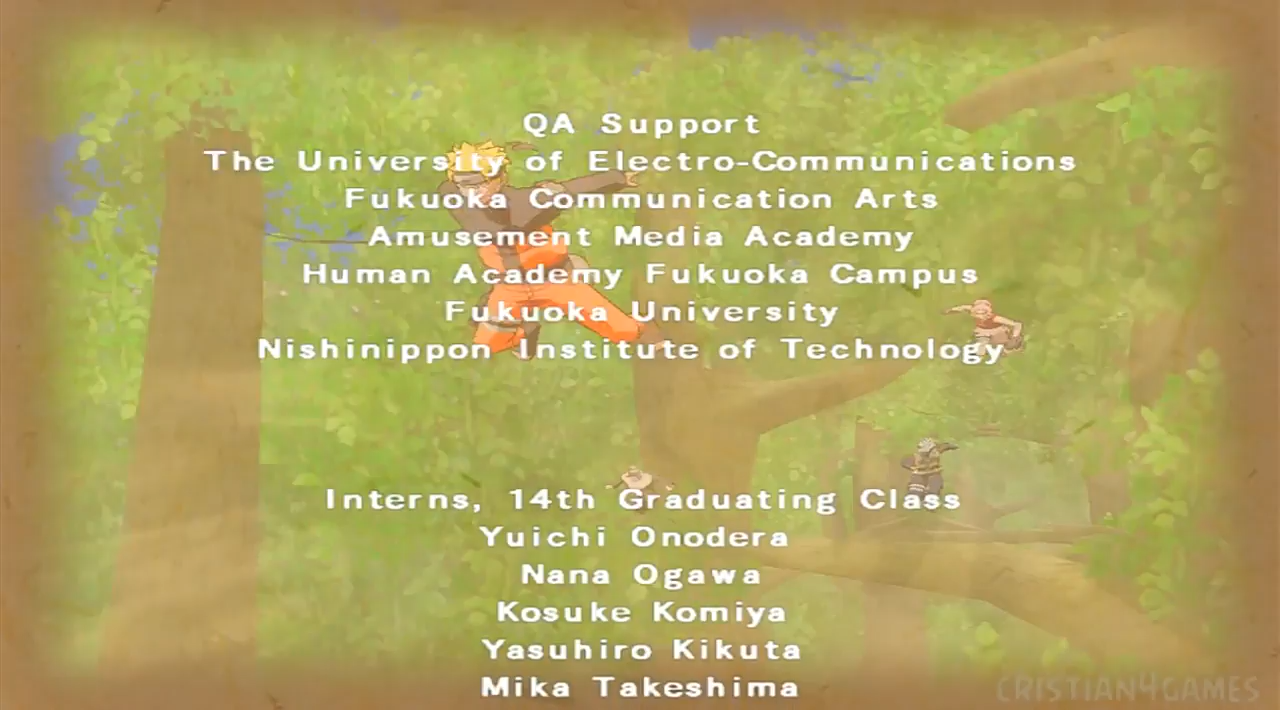 QA Support
The University of Electro-Communications
Fukuoka Communication Arts
Amusement Media Academy
Human Academy Fukuoka Campus
Fukuoka University
Nishinippon Institute of Technology
Interns, 14th Graduating Class
Yuichi Onodera
Nana Ogawa
Kosuke Komiya
Yasuhiro Kikuta
Mika Takeshima
CRISTIAN4GAMES